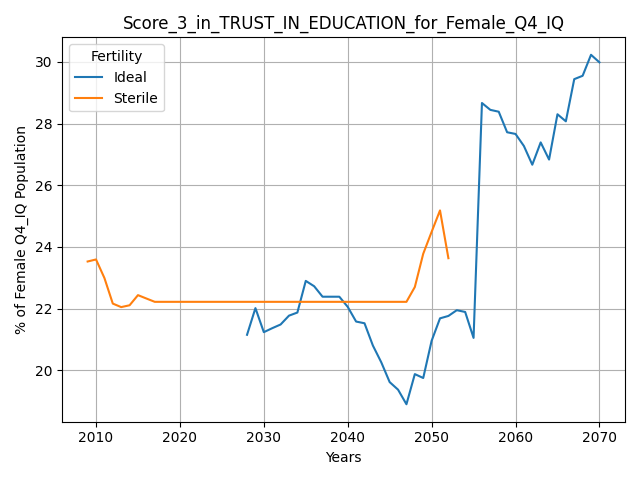 Score_3_in_TRUST_IN_EDUCATION_for_Female_Q4_IQ
Fertility
Ideal
Sterile
% of Female Q4_IQ Population
30
28
26
24
22
20
2010 2020 2030 2040 2050 2060 2070
Years